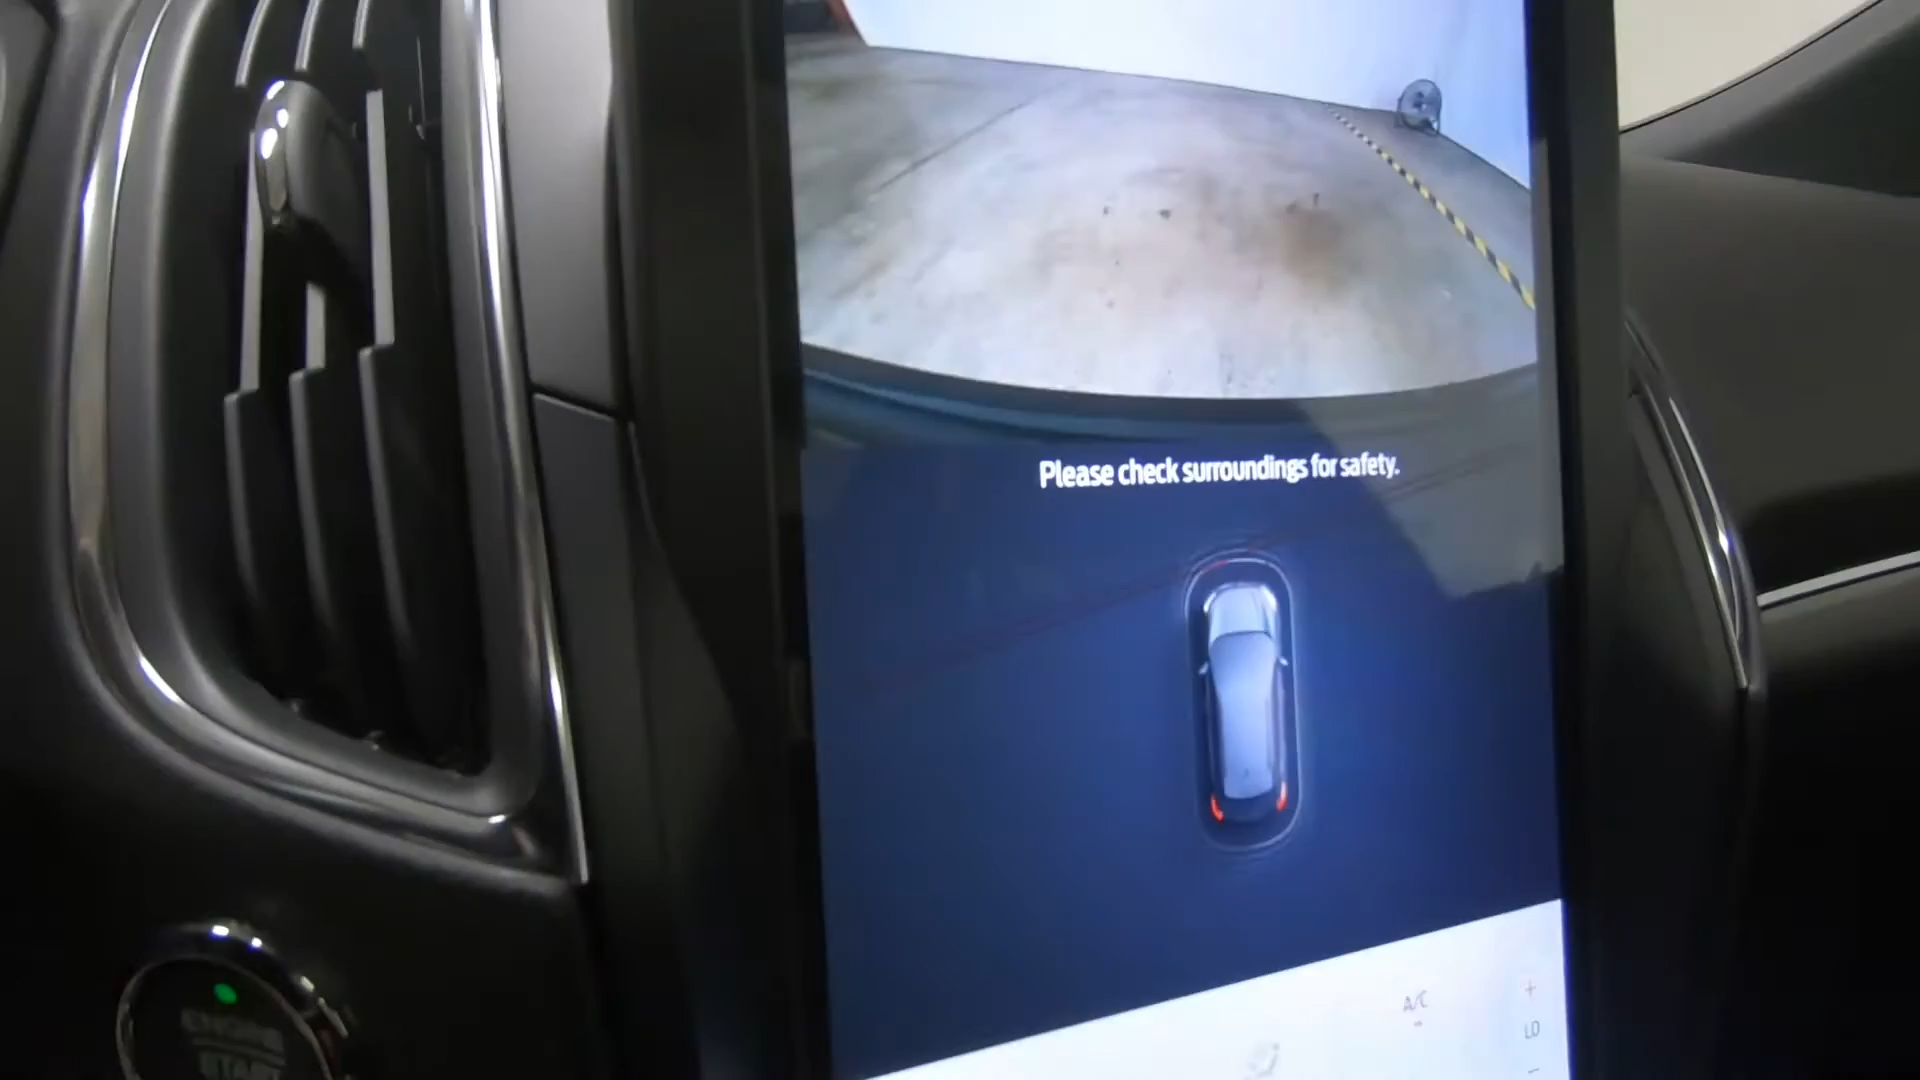 Please check surroundings for safety.
A/C
+
LO
-
ENGINE
START